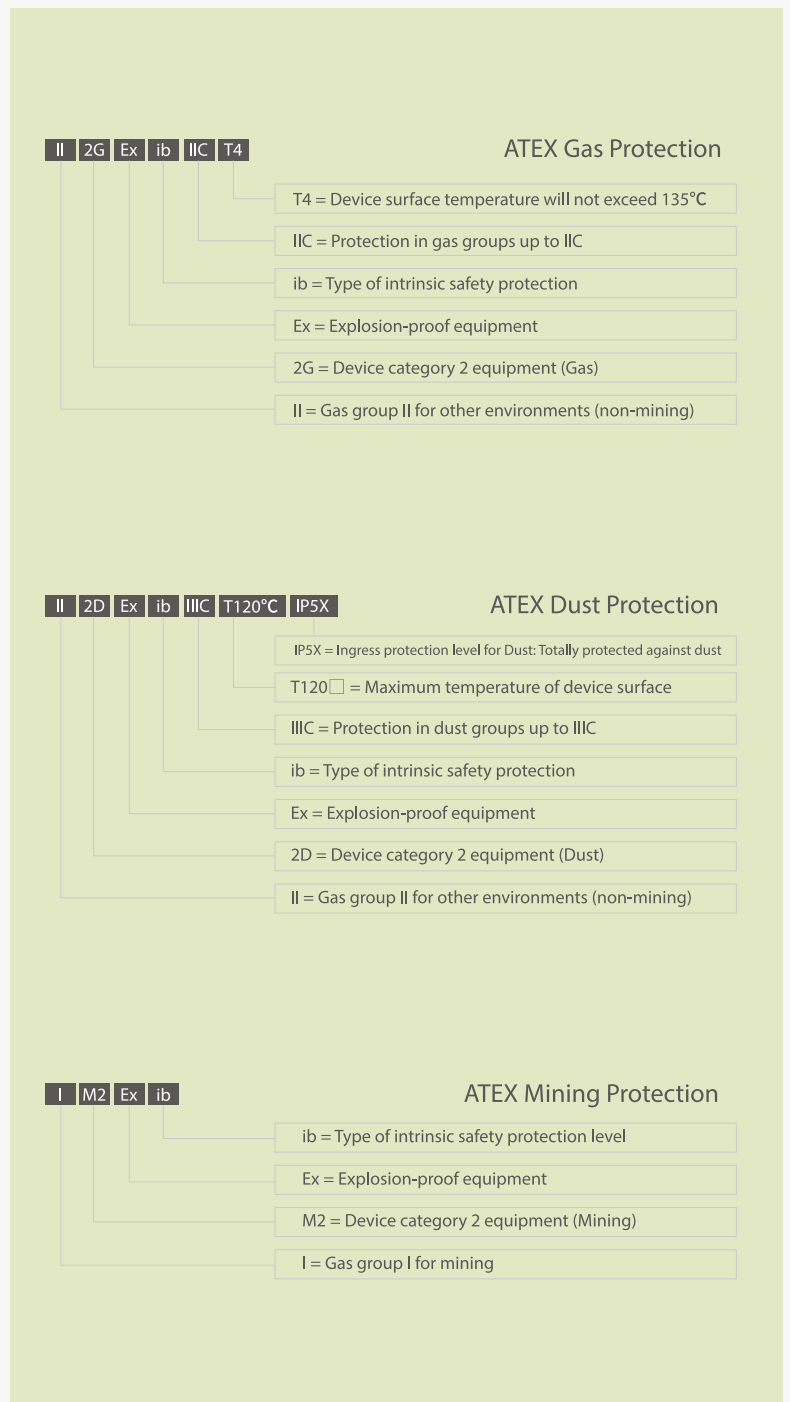 II 2G Ex ib IIC T4
ATEX Gas Protection
T4 = Device surface temperature will not exceed 135℃
IIC = Protection in gas groups up to IIC
ib = Type of intrinsic safety protection
Ex = Explosion-proof equipment
2G = Device category 2 equipment (Gas)
II = Gas group II for other environments (non-mining)
II 2D Ex ib IIIC T120℃ IP5X
ATEX Dust Protection
IP5X = Ingress protection level for Dust: Totally protected against dust
T120□ = Maximum temperature of device surface
IIIC = Protection in dust groups up to IIIC
ib = Type of intrinsic safety protection
Ex = Explosion-proof equipment
2D = Device category 2 equipment (Dust)
II = Gas group II for other environments (non-mining)
I M2 Ex ib
ATEX Mining Protection
ib = Type of intrinsic safety protection level
Ex = Explosion-proof equipment
M2 = Device category 2 equipment (Mining)
I = Gas group I for mining